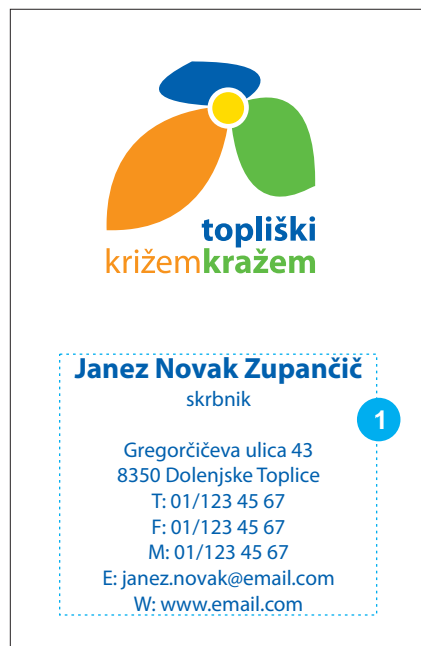 topliški
križemkražem
Janez Novak Zupančič
skrbnik
1
Gregorčičeva ulica 43
8350 Dolenjske Toplice
T: 01/123 45 67
F: 01/123 45 67
M: 01/123 45 67
E: janez.novak@email.com
W: www.email.com